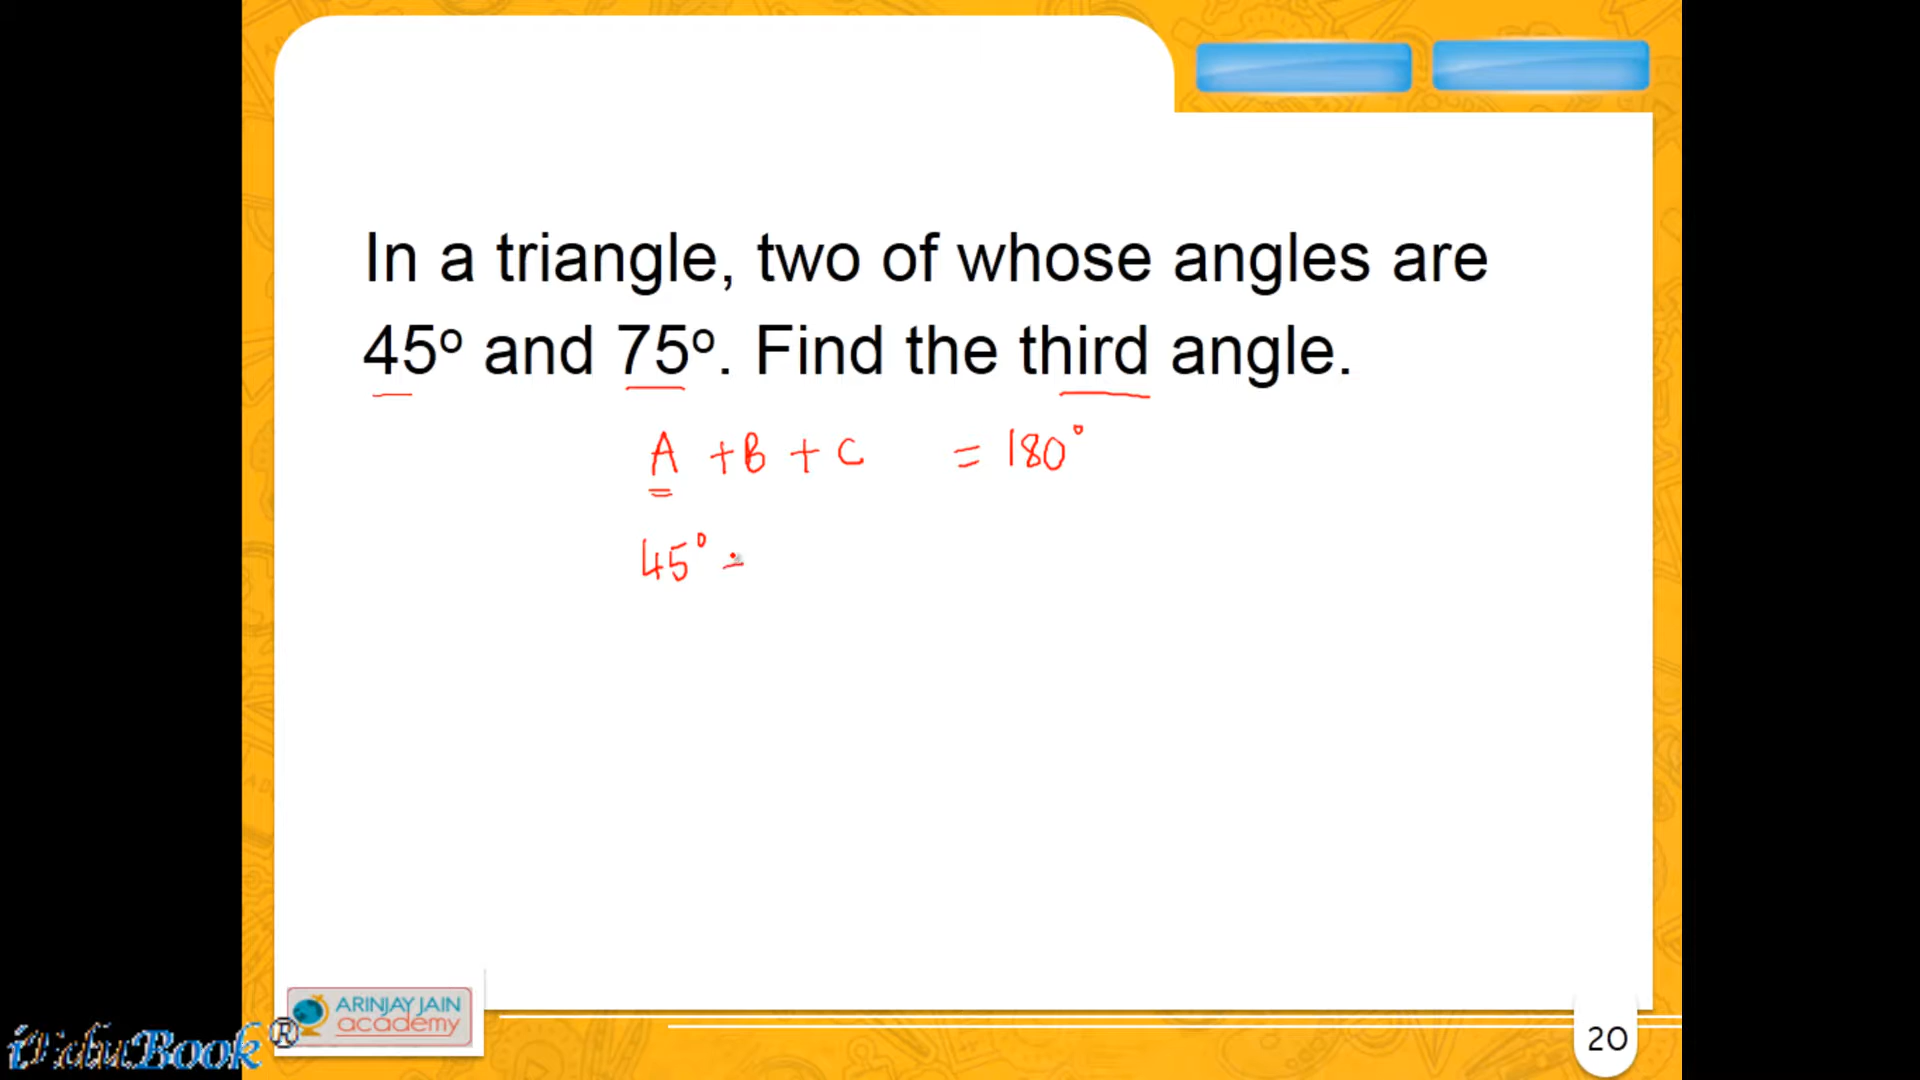 In a triangle, two of whose angles are
45° and 75°. Find the third angle.
A + B + C = 180°
45°
ARINJAY JAIN
academy
Book®
20